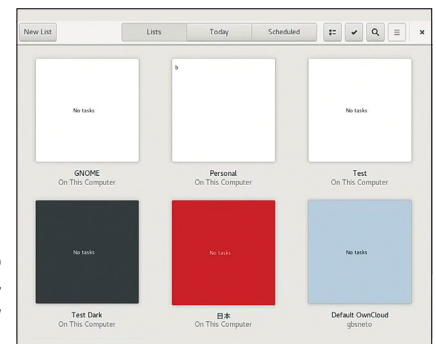 New List
Lists
Today
Scheduled
b
No tasks
No tasks
GNOME
Personal
Test
On This Computer
On This Computer
On This Computer
No tasks
No tasks
No tasks
Test Dark
日本
Default OwnCloud
On This Computer
On This Computer
gbsneto